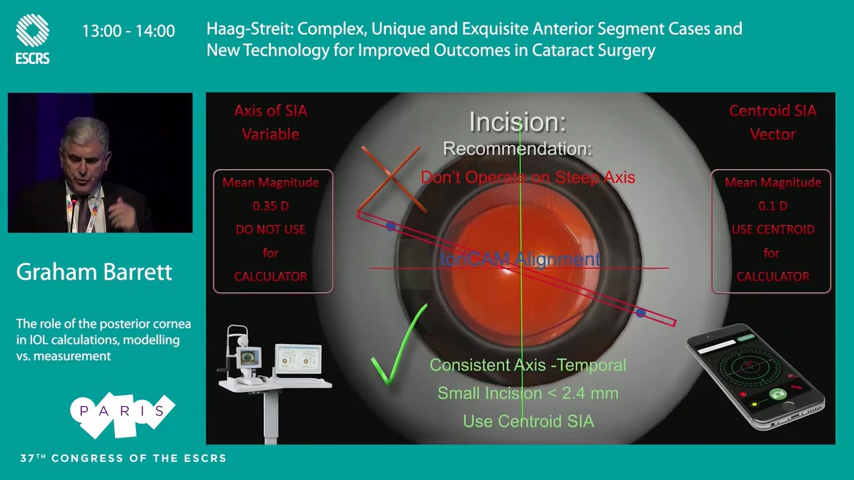 ESCRS
13:00 - 14:00
Haag-Streit: Complex, Unique and Exquisite Anterior Segment Cases and
New Technology for Improved Outcomes in Cataract Surgery
Graham Barrett
The role of the posterior cornea
in IOL calculations, modelling
vs. measurement
PARIS
37TH CONGRESS OF THE ESCRS
Axis of SIA
Variable
Mean Magnitude
0.35 D
DO NOT USE
for
CALCULATOR
Incision:
Recommendation:
Don't Operate on Steep Axis
toriCAM Alignment
Consistent Axis -Temporal
Small Incision < 2.4 mm
Use Centroid SIA
Centroid SIA
Vector
Mean Magnitude
0.1 D
USE CENTROID
for
CALCULATOR